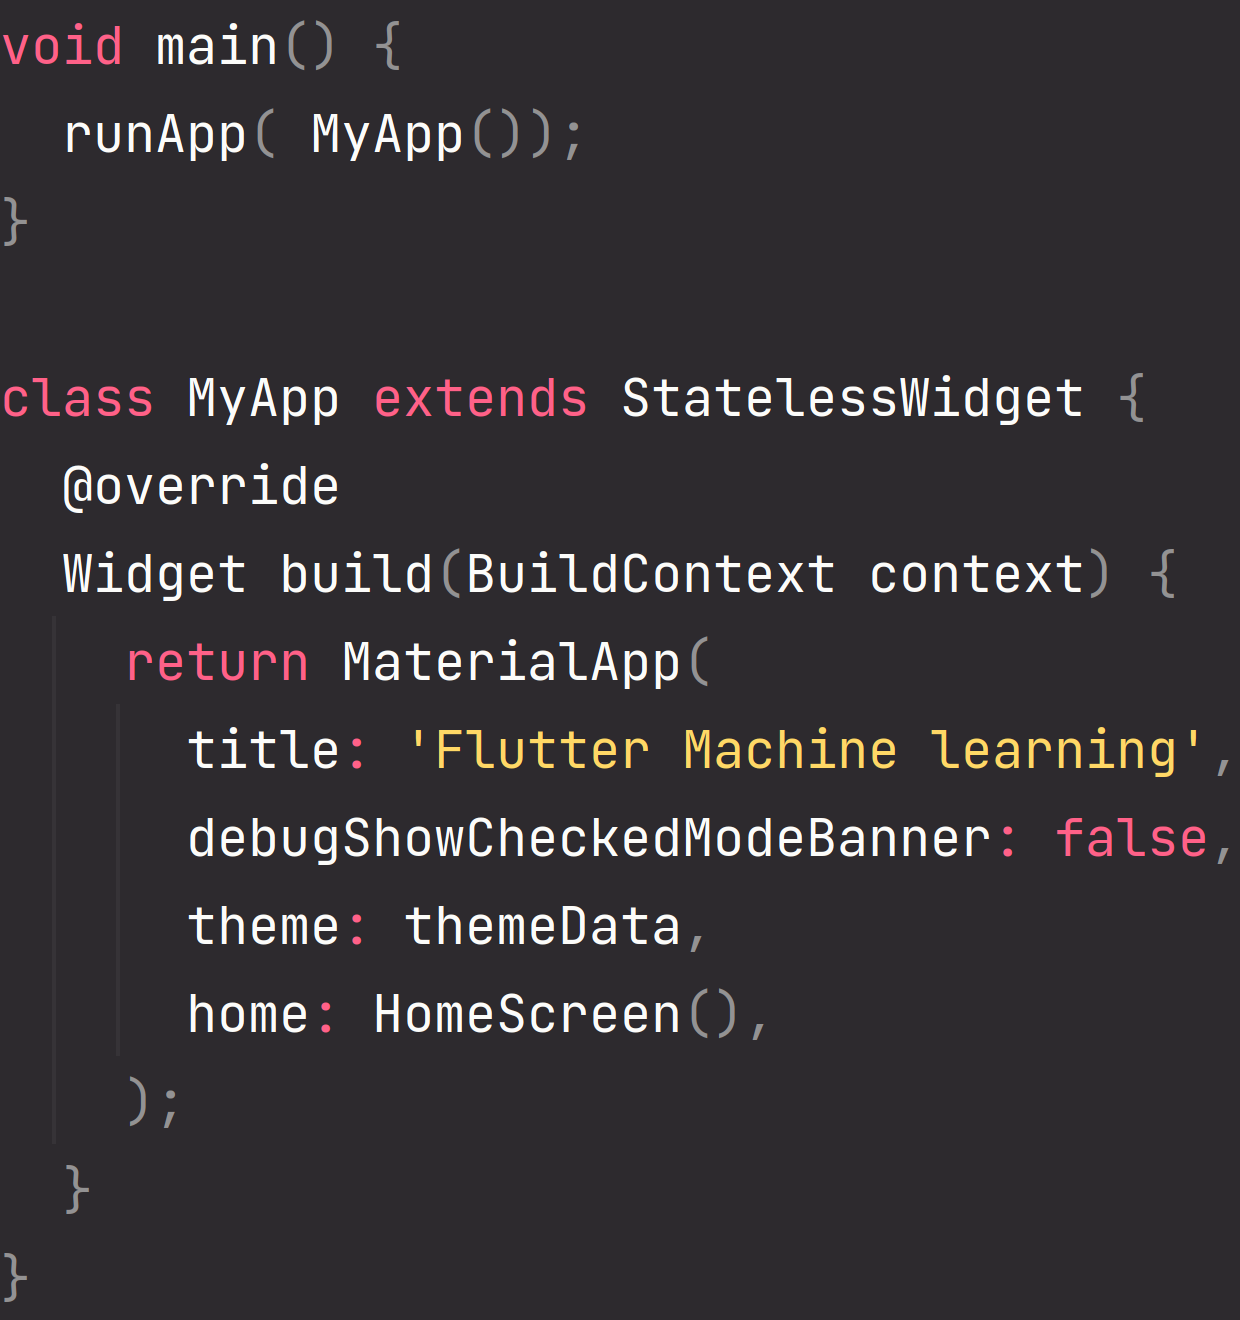 void main() {
  runApp( MyApp());
}

class MyApp extends StatelessWidget {
  @override
  Widget build(BuildContext context) {
    return MaterialApp(
      title: 'Flutter Machine learning',
      debugShowCheckedModeBanner: false,
      theme: themeData,
      home: HomeScreen(),
    );
  }
}